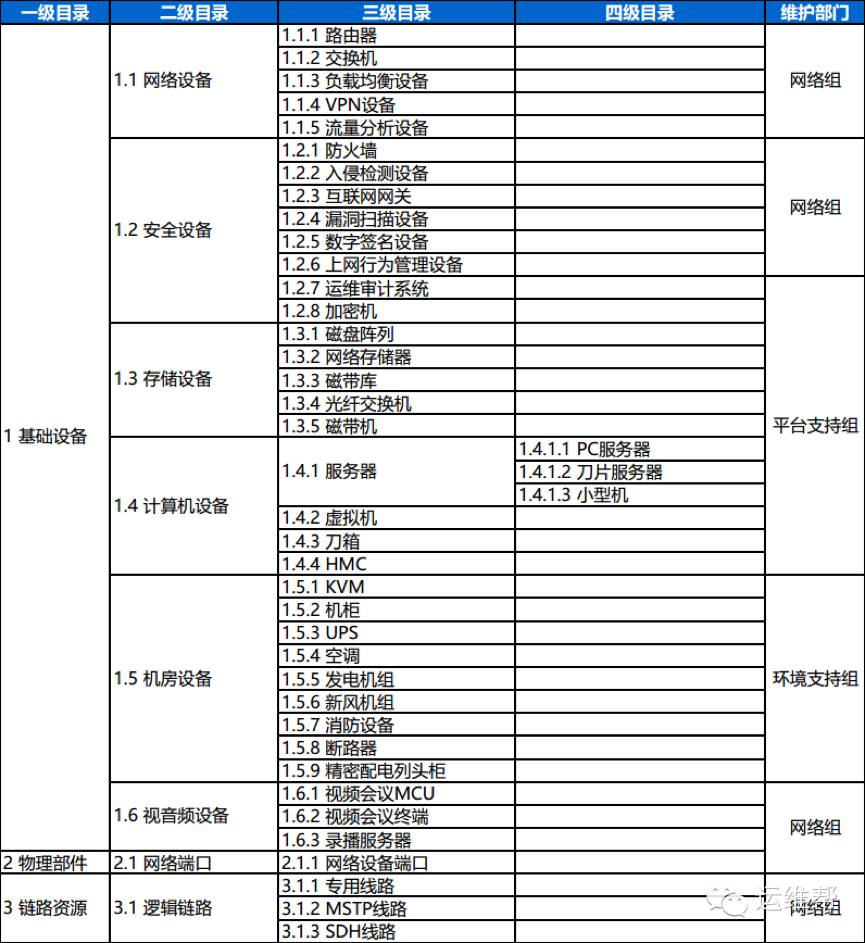 一级目录 二级目录 三级目录 四级目录 维护部门
1 基础设备
1.1 网络设备
1.1.1 路由器
1.1.2 交换机
1.1.3 负载均衡设备
1.1.4 VPN设备
1.1.5 流量分析设备
网络组
1.2 安全设备
1.2.1 防火墙
1.2.2 入侵检测设备
1.2.3 互联网网关
1.2.4 漏洞扫描设备
1.2.5 数字签名设备
1.2.6 上网行为管理设备
网络组
1.2.7 运维审计系统
1.2.8 加密机
1.3 存储设备
1.3.1 磁盘阵列
1.3.2 网络存储器
1.3.3 磁带库
1.3.4 光纤交换机
1.3.5 磁带机
1.4 计算机设备
1.4.1 服务器
1.4.1.1 PC服务器
1.4.1.2 刀片服务器
1.4.1.3 小型机
1.4.2 虚拟机
1.4.3 刀箱
1.4.4 HMC
平台支持组
1.5 机房设备
1.5.1 KVM
1.5.2 机柜
1.5.3 UPS
1.5.4 空调
1.5.5 发电机组
1.5.6 新风机组
1.5.7 消防设备
1.5.8 断路器
1.5.9 精密配电列头柜
环境支持组
1.6 视音频设备
1.6.1 视频会议MCU
1.6.2 视频会议终端
1.6.3 录播服务器
网络组
2 物理部件 2.1 网络端口 2.1.1 网络设备端口
3 链路资源
3.1 逻辑链路
3.1.1 专用线路
3.1.2 MSTP线路
3.1.3 SDH线路
网络组
运维帮